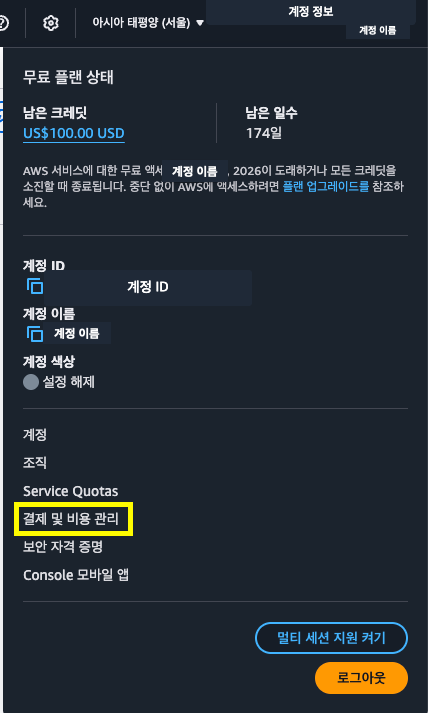 아시아 태평양 (서울) ▼
계정 정보
계정 이름
무료 플랜 상태
남은 크레딧
US$100.00 USD
남은 일수
174일
AWS 서비스에 대한 무료 액세 계정 이름 , 2026이 도래하거나 모든 크레딧을
소진할 때 종료됩니다. 중단 없이 AWS에 액세스하려면 플랜 업그레이드를 참조하
세요.
계정 ID
계정 ID
계정 이름
계정 이름
계정 색상
설정 해제
계정
조직
Service Quotas
결제 및 비용 관리
보안 자격 증명
Console 모바일 앱
멀티 세션 지원 켜기
로그아웃